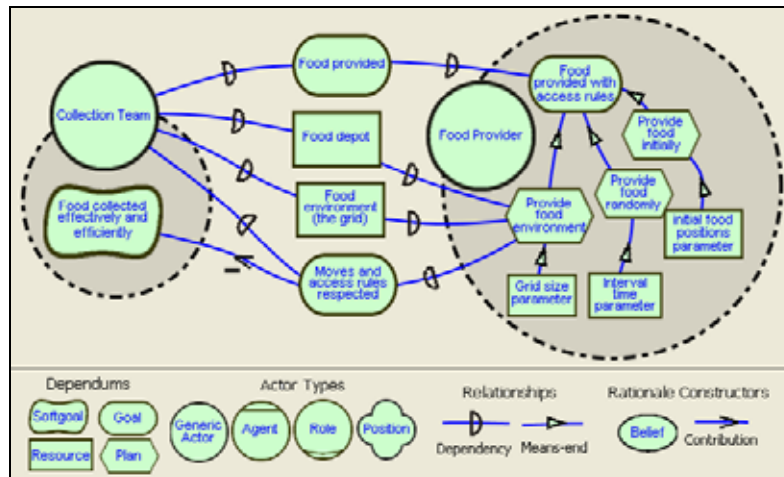 Food provided
Food
provided with
access rules
Collection Team
Food Provider
Provide
food
initially
Food depot
Provide
food
randomly
Food collected
effectively and
efficiently
Food
environment
(the grid)
Provide
food
environment
initial food
positions
parameter
Moves and
access rules
respected
Grid size
parameter
Interval
time
parameter
Dependums
Actor Types
Relationships
Rationale Constructors
Softgoal
Goal
Generic
Actor
Agent
Role
Position
Belief
Resource
Plan
Dependency
Means-end
Contribution